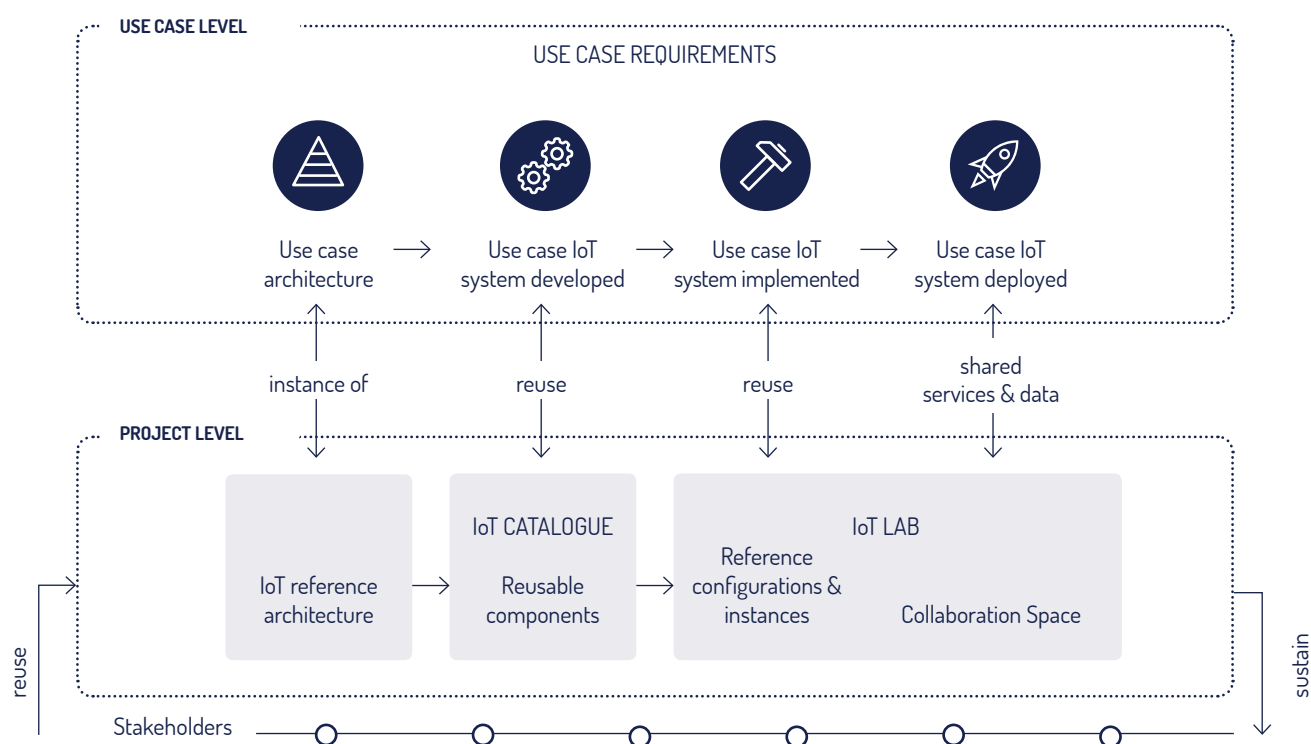 USE CASE LEVEL
USE CASE REQUIREMENTS
Use case
architecture
Use case IoT
system developed
Use case IoT
system implemented
Use case IoT
system deployed
instance of
reuse
reuse
shared
services & data
PROJECT LEVEL
IoT reference
architecture
IoT CATALOGUE
Reusable
components
IoT LAB
Reference
configurations &
instances
Collaboration Space
reuse
sustain
Stakeholders